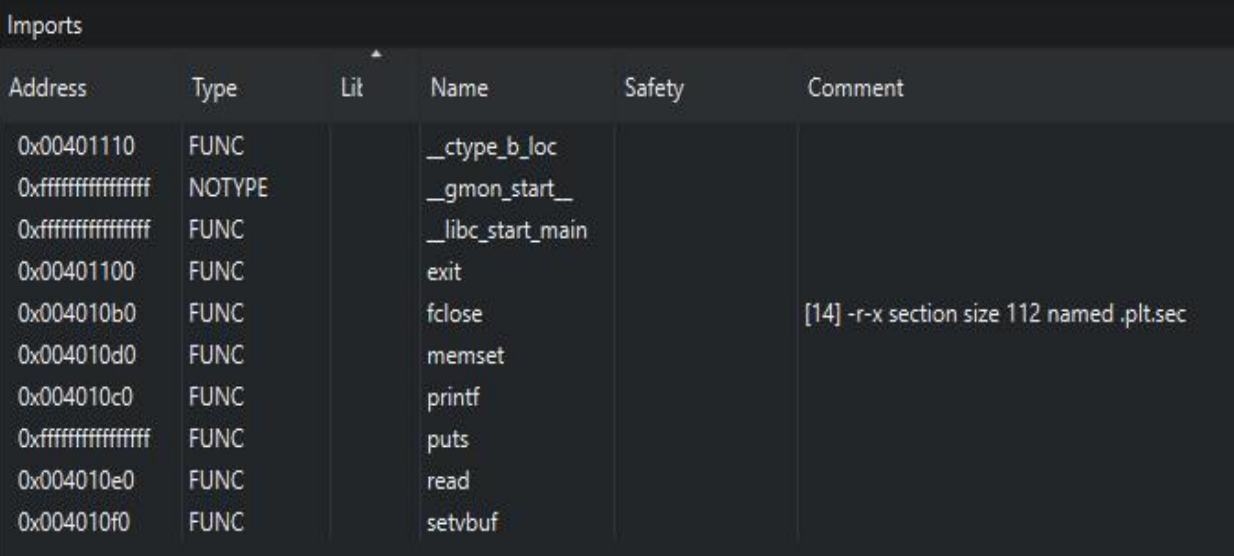 Imports
Address Type Lit Name Safety Comment
0x00401110 FUNC __ctype_b_loc
0xffffffffffffffff NOTYPE __gmon_start__
0xffffffffffffffff FUNC __libc_start_main
0x00401100 FUNC exit
0x004010b0 FUNC fclose [14] -r-x section size 112 named .plt.sec
0x004010d0 FUNC memset
0x004010c0 FUNC printf
0xffffffffffffffff FUNC puts
0x004010e0 FUNC read
0x004010f0 FUNC setvbuf